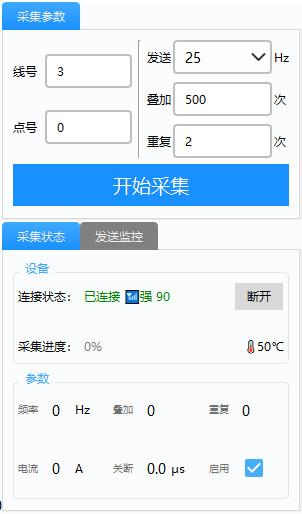 采集参数
线号 3 发送 25 Hz
叠加 500 次
点号 0 重复 2 次
开始采集
采集状态 发送监控
设备
连接状态： 已连接 强 90 断开
采集进度： 0% 50℃
参数
频率 0 Hz 叠加 0 重复 0
电流 0 A 关断 0.0 μs 启用